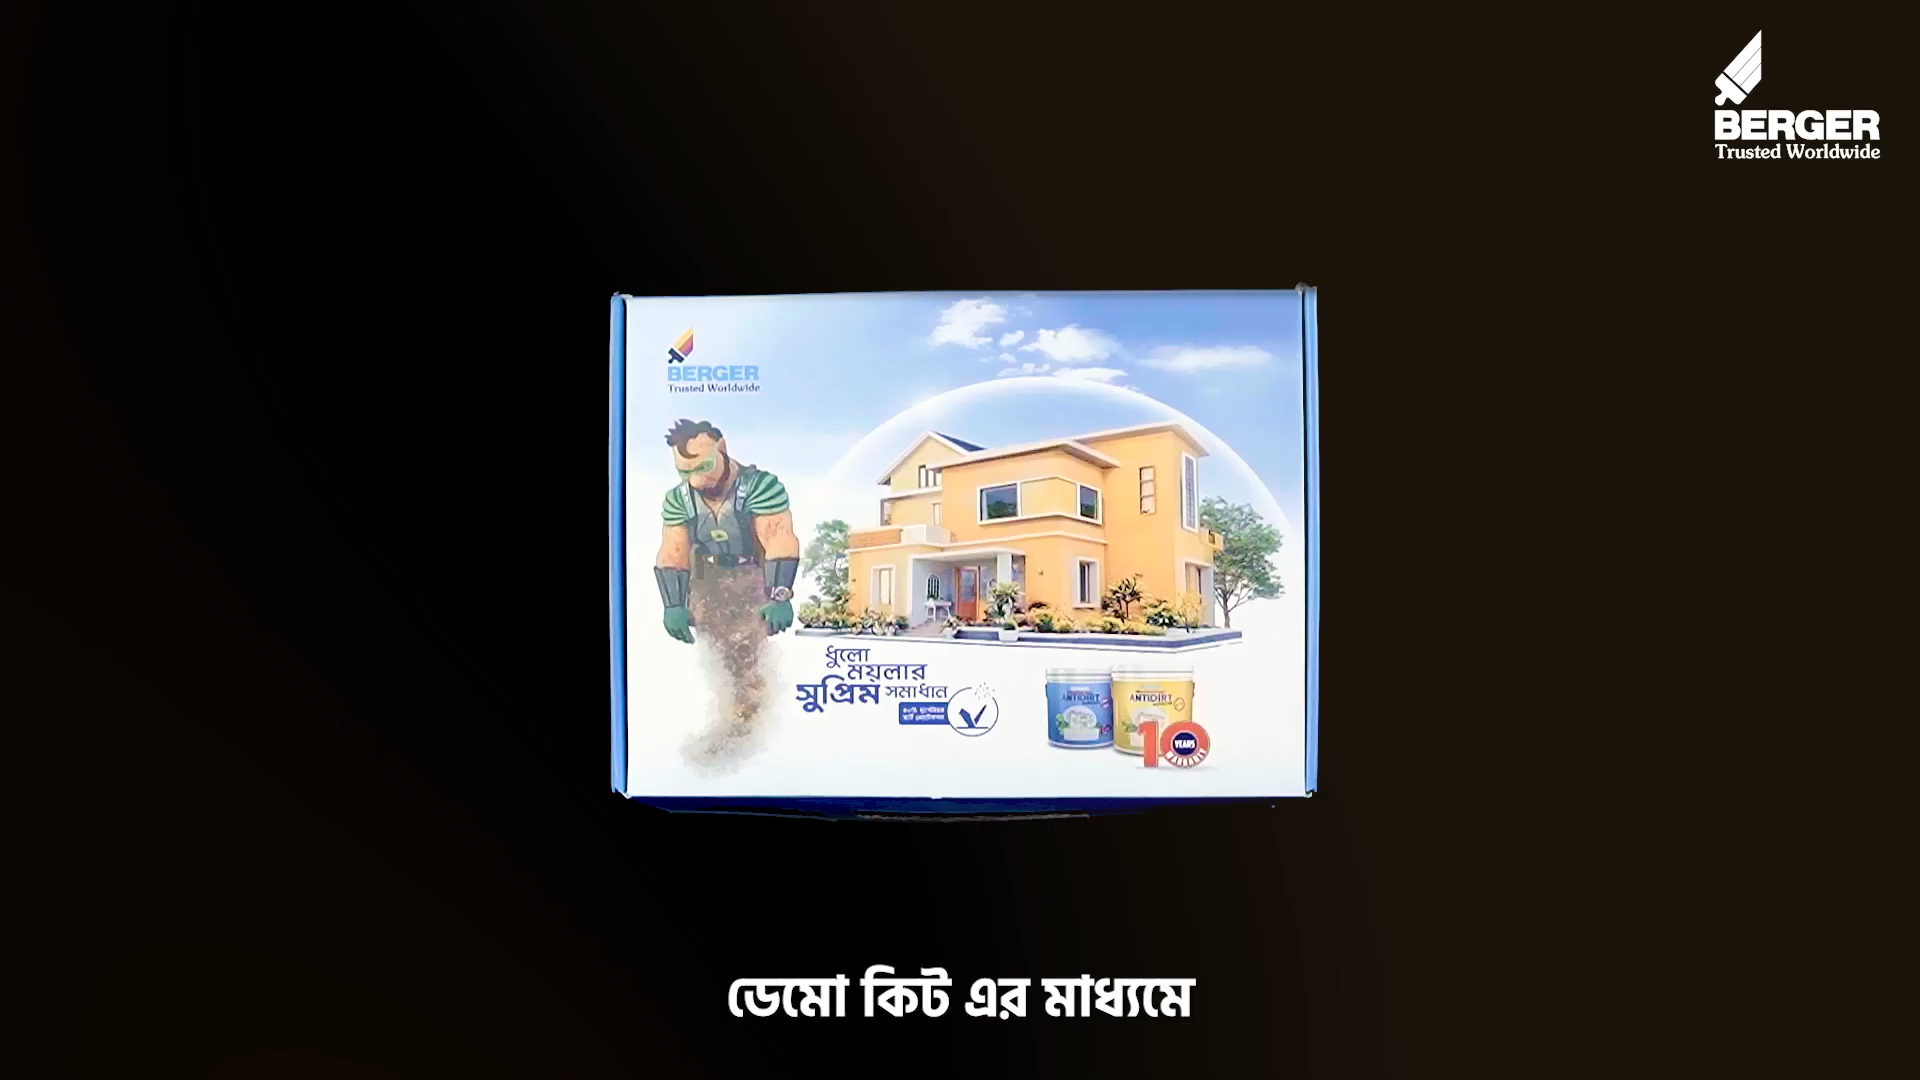 BERGER
Trusted Worldwide
BERGER
Trusted Worldwide
ধুলো
ময়লার
সুপ্রিম সমাধান
ANTIDIRT
ANTIDIRT
10
YEARS
ডেমো কিট এর মাধ্যমে